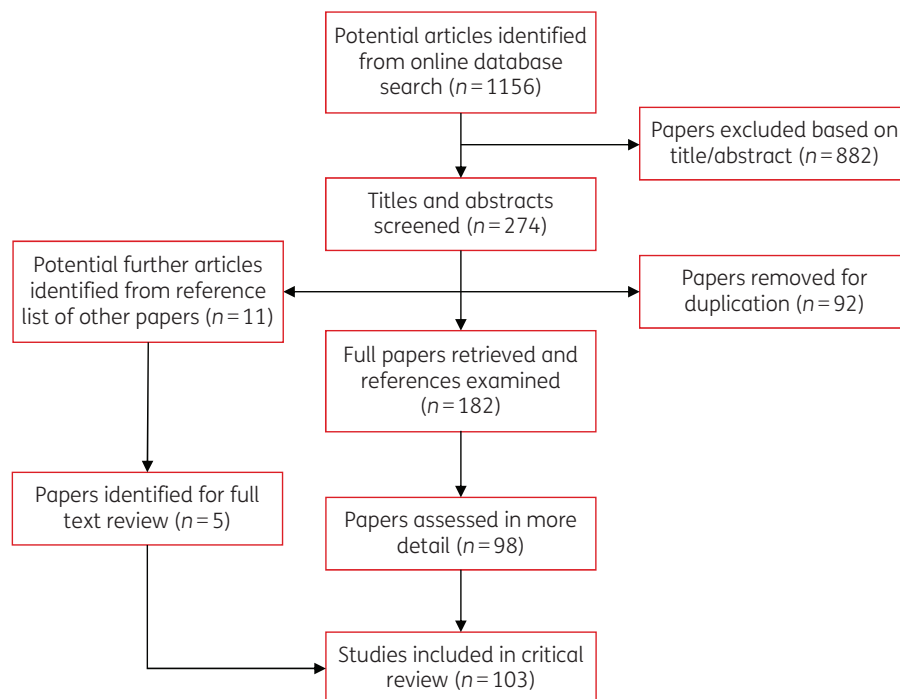 Potential articles identified
from online database
search (n=1156)
Papers excluded based on
title/abstract (n=882)
Titles and abstracts
screened (n=274)
Potential further articles
identified from reference
list of other papers (n=11)
Papers removed for
duplication (n=92)
Full papers retrieved and
references examined
(n=182)
Papers identified for full
text review (n=5)
Papers assessed in more
detail (n=98)
Studies included in critical
review (n=103)